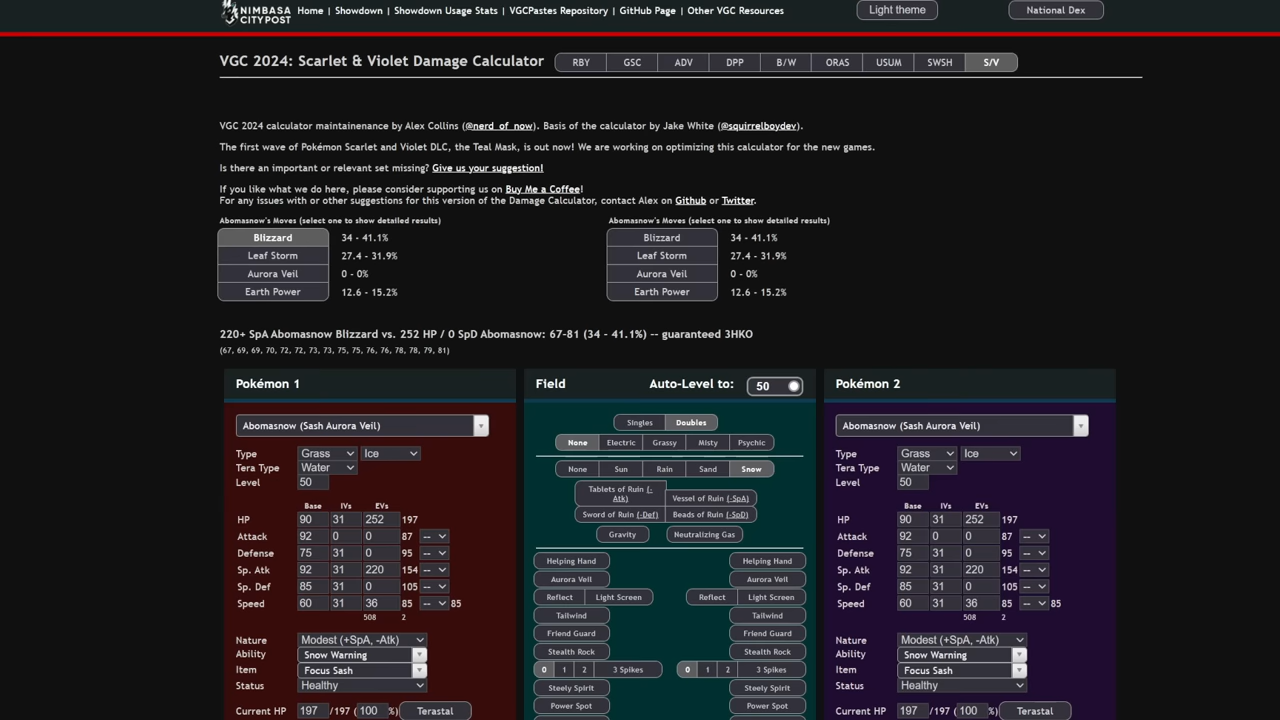 NIMBASA
CITY POST
Home | Showdown | Showdown Usage Stats | VGCPastes Repository | GitHub Page | Other VGC Resources
Light theme
National Dex
VGC 2024: Scarlet & Violet Damage Calculator
RBY GSC ADV DPP B/W ORAS USUM SWSH S/V
VGC 2024 calculator maintainenance by Alex Collins (@nerd_of_now). Basis of the calculator by Jake White (@squirrelboydev).
The first wave of Pokémon Scarlet and Violet DLC, the Teal Mask, is out now! We are working on optimizing this calculator for the new games.
Is there an important or relevant set missing? Give us your suggestion!
If you like what we do here, please consider supporting us on Buy Me a Coffee!
For any issues with or other suggestions for this version of the Damage Calculator, contact Alex on Github or Twitter.
Abomasnow's Moves (select one to show detailed results)
Blizzard 34 - 41.1%
Leaf Storm 27.4 - 31.9%
Aurora Veil 0 - 0%
Earth Power 12.6 - 15.2%
Abomasnow's Moves (select one to show detailed results)
Blizzard 34 - 41.1%
Leaf Storm 27.4 - 31.9%
Aurora Veil 0 - 0%
Earth Power 12.6 - 15.2%
220+ SpA Abomasnow Blizzard vs. 252 HP / 0 SpD Abomasnow: 67-81 (34 - 41.1%) -- guaranteed 3HKO
(67, 69, 69, 70, 72, 72, 73, 73, 75, 75, 76, 76, 78, 78, 79, 81)
Pokémon 1
Abomasnow (Sash Aurora Veil)
Type Grass Ice
Tera Type Water
Level 50
Base IVs EVs
HP 90 31 252 197
Attack 92 0 0 87 --
Defense 75 31 0 95 --
Sp. Atk 92 31 220 154 --
Sp. Def 85 31 0 105 --
Speed 60 31 36 85 -- 85
508 2
Nature Modest (+SpA, -Atk)
Ability Snow Warning
Item Focus Sash
Status Healthy
Current HP 197 /197 (100 %) Terastal
Field Auto-Level to: 50
Singles Doubles
None Electric Grassy Misty Psychic
None Sun Rain Sand Snow
Tablets of Ruin (-
Atk) Vessel of Ruin (-SpA)
Sword of Ruin (-Def) Beads of Ruin (-SpD)
Gravity Neutralizing Gas
Helping Hand Helping Hand
Aurora Veil Aurora Veil
Reflect Light Screen Reflect Light Screen
Tailwind Tailwind
Friend Guard Friend Guard
Stealth Rock Stealth Rock
0 1 2 3 Spikes 0 1 2 3 Spikes
Steely Spirit Steely Spirit
Power Spot Power Spot
Pokémon 2
Abomasnow (Sash Aurora Veil)
Type Grass Ice
Tera Type Water
Level 50
Base IVs EVs
HP 90 31 252 197
Attack 92 0 0 87 --
Defense 75 31 0 95 --
Sp. Atk 92 31 220 154 --
Sp. Def 85 31 0 105 --
Speed 60 31 36 85 -- 85
508 2
Nature Modest (+SpA, -Atk)
Ability Snow Warning
Item Focus Sash
Status Healthy
Current HP 197 /197 (100 %) Terastal